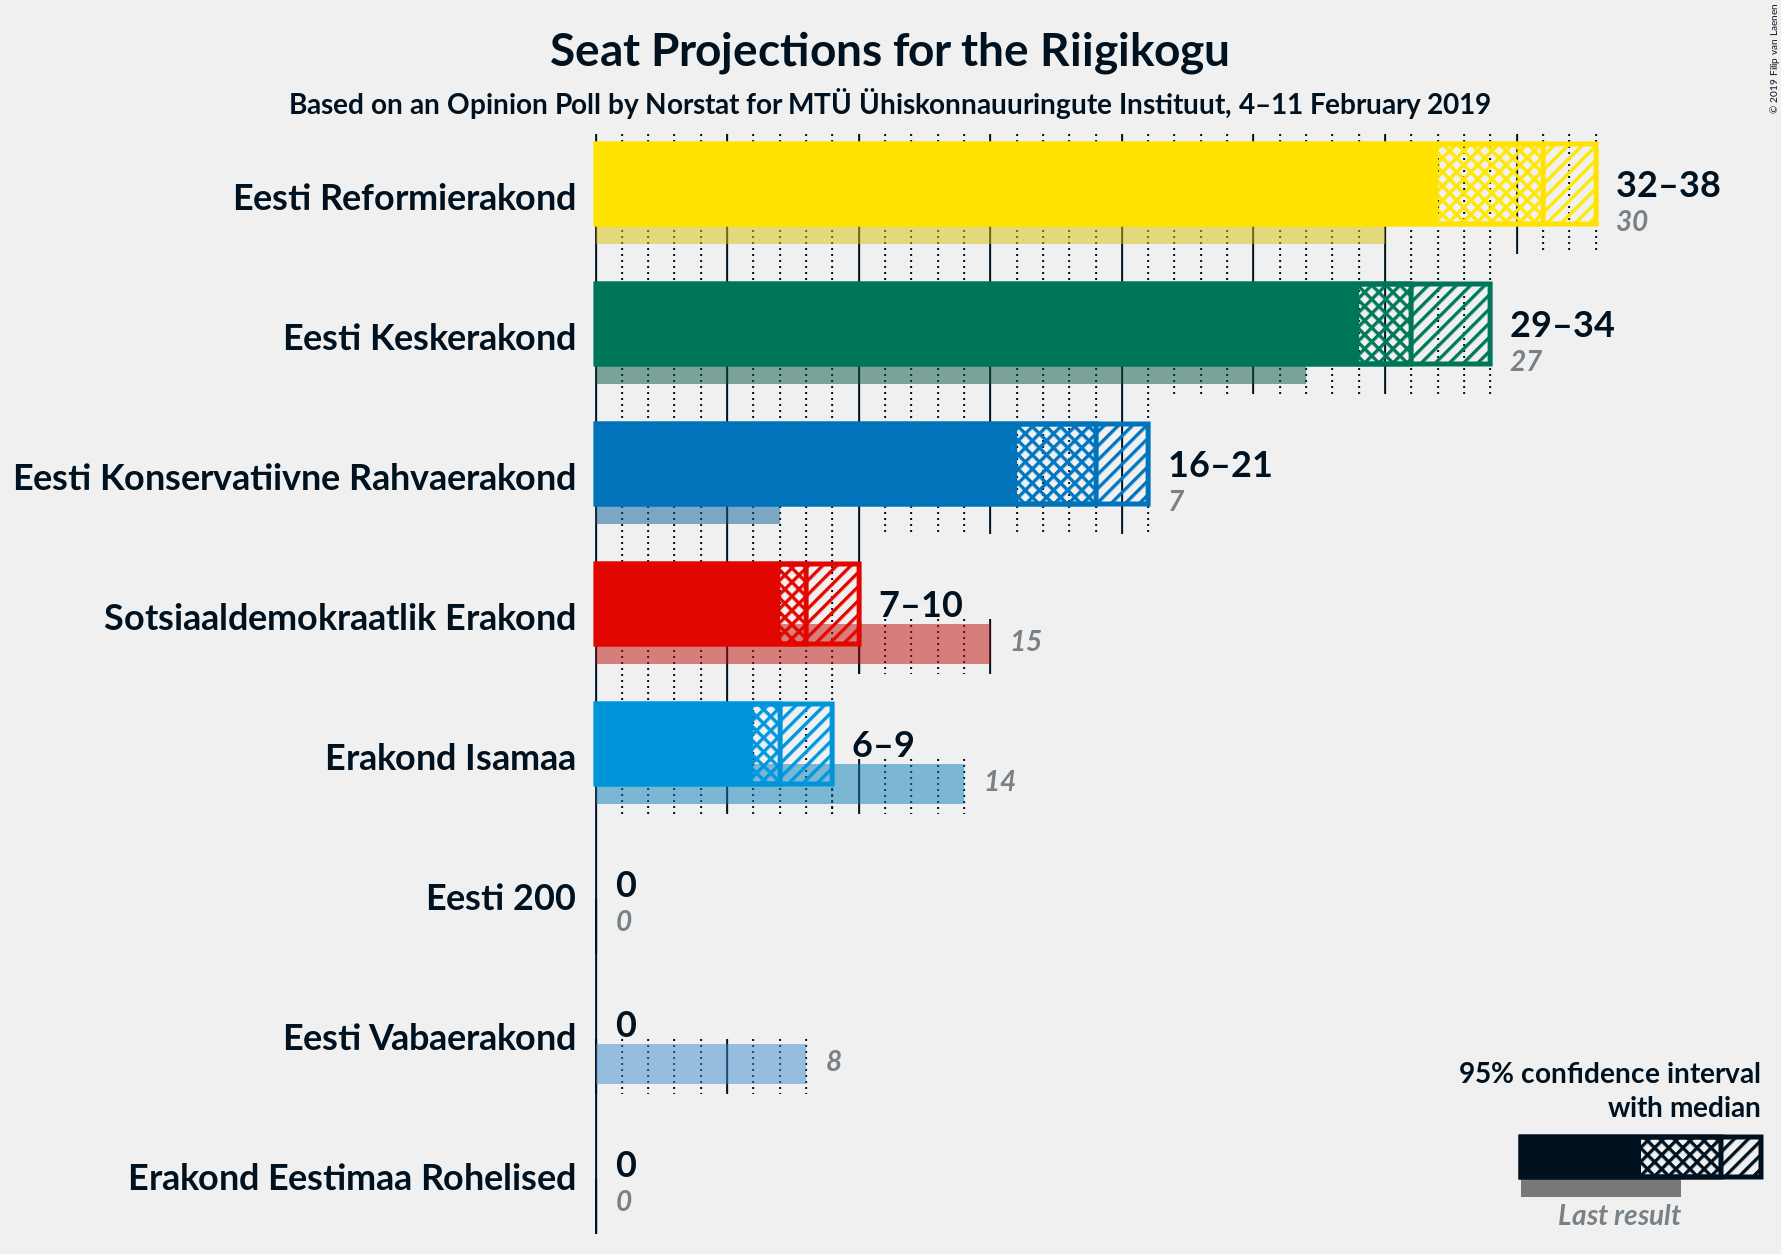 Seat Projections for the Riigikogu
Based on an Opinion Poll by Norstat for MTÜ Ühiskonnauuringute Instituut, 4–11 February 2019
© 2019 Filip van Laenen
Eesti Reformierakond
32–38
30
Eesti Keskerakond
29–34
27
Eesti Konservatiivne Rahvaerakond
16–21
7
Sotsiaaldemokraatlik Erakond
7–10
15
Erakond Isamaa
6–9
14
Eesti 200
0
0
Eesti Vabaerakond
0
8
Erakond Eestimaa Rohelised
0
0
95% confidence interval
with median
Last result